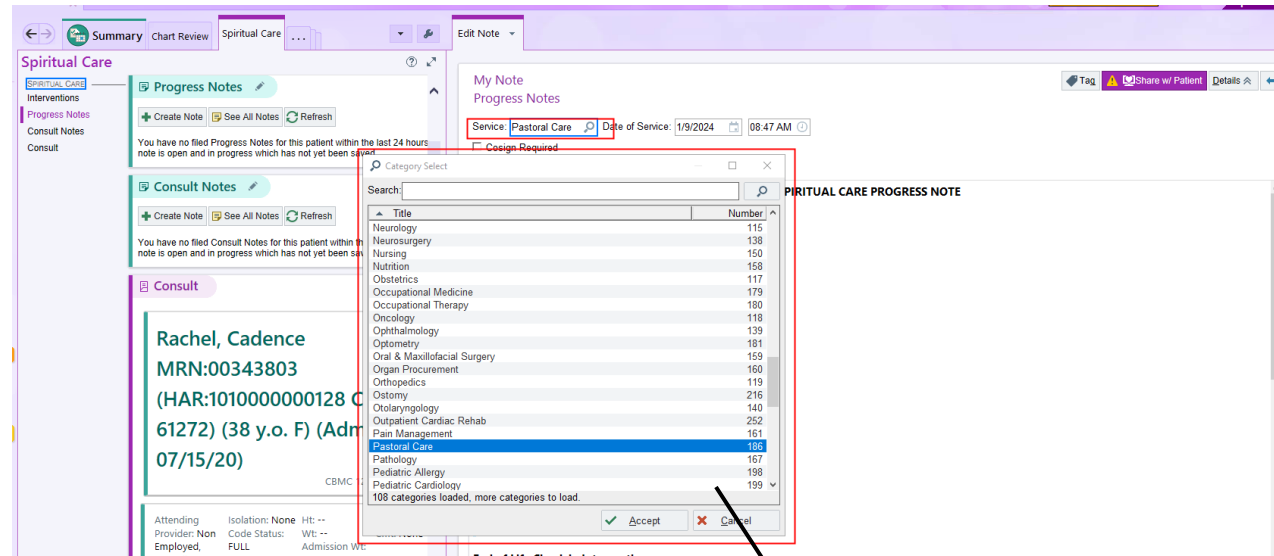 Summary Chart Review Spiritual Care ...
Edit Note
Spiritual Care
SPIRITUAL CARE
Interventions
Progress Notes
Consult Notes
Consult
Progress Notes
Create Note See All Notes Refresh
You have no filed Progress Notes for this patient within the last 24 hours
note is open and in progress which has not yet been saved
Consult Notes
Create Note See All Notes Refresh
You have no filed Consult Notes for this patient within
note is open and in progress which has not yet been
Consult
Rachel, Cadence
MRN:00343803
(HAR:1010000000128
61272) (38 y.o. F)
07/15/20)
CBMC
Attending Isolation: None Ht: --
Provider: Non Code Status: Wt: --
Employed, FULL Admission Wt:
My Note
Progress Notes
Tag Share w/ Patient Details
Service: Pastoral Care Date of Service: 1/9/2024 08:47 AM
Cosign Required
PIRITUAL CARE PROGRESS NOTE
Category Select
Search:
Title Number
Neurology 115
Neurosurgery 138
Nursing 150
Nutrition 158
Obstetrics 117
Occupational Medicine 179
Occupational Therapy 180
Oncology 118
Ophthalmology 139
Optometry 181
Oral & Maxillofacial Surgery 159
Organ Procurement 160
Orthopedics 119
Ostomy 216
Otolaryngology 140
Outpatient Cardiac Rehab 252
Pain Management 161
Pastoral Care 186
Pathology 167
Pediatric Allergy 198
Pediatric Cardiology 199
108 categories loaded, more categories to load.
Accept Cancel